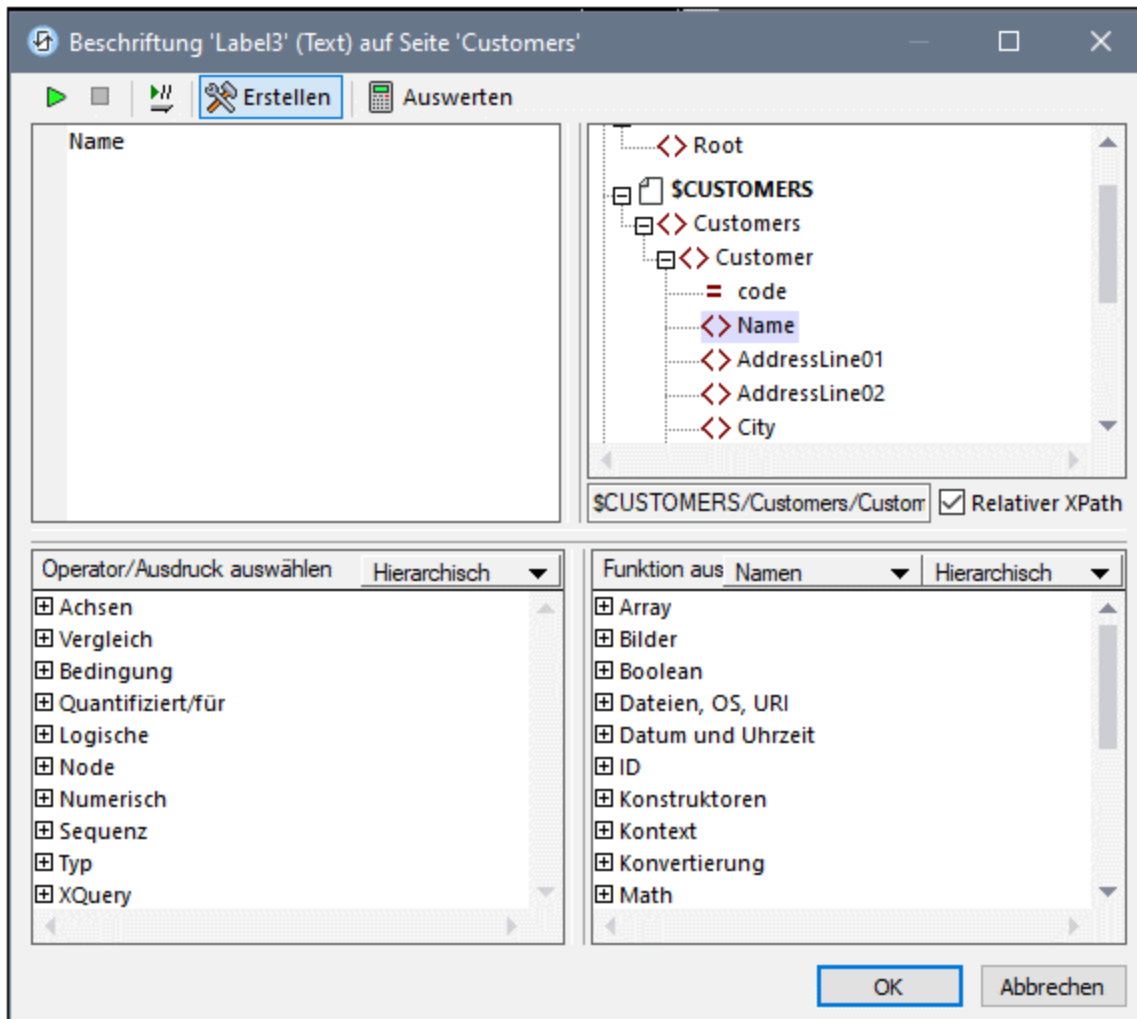 Beschriftung 'Label3' (Text) auf Seite 'Customers'
Erstellen Auswerten
Name
Root
$CUSTOMERS
Customers
Customer
code
Name
AddressLine01
AddressLine02
City
$CUSTOMERS/Customers/Custom Relativer XPath
Operator/Ausdruck auswählen Hierarchisch
Achsen
Vergleich
Bedingung
Quantifiziert/für
Logische
Node
Numerisch
Sequenz
Typ
XQuery
Funktion aus Namen Hierarchisch
Array
Bilder
Boolean
Dateien, OS, URI
Datum und Uhrzeit
ID
Konstruktoren
Kontext
Konvertierung
Math
OK Abbrechen